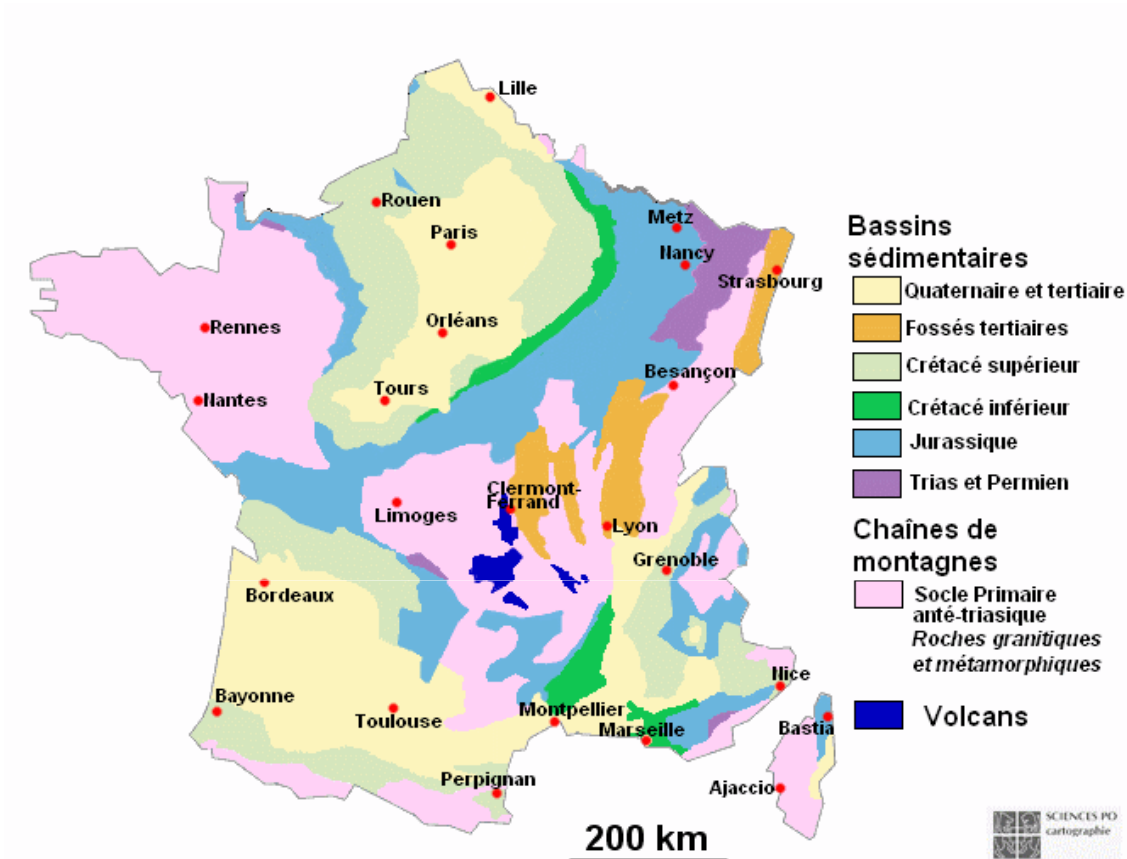 Lille
Rouen
Paris
Metz
Nancy
Strasbourg
Rennes
Orléans
Besançon
Nantes
Tours
Clermont-
Ferrand
Limoges
Lyon
Grenoble
Bordeaux
Nice
Bayonne
Toulouse
Montpellier
Marseille
Bastia
Perpignan
Ajaccio
200 km
Bassins
sédimentaires
Quaternaire et tertiaire
Fossés tertiaires
Crétacé supérieur
Crétacé inférieur
Jurassique
Trias et Permien
Chaînes de
montagnes
Socle Primaire
anté-triasique
Roches granitiques
et métamorphiques
Volcans
SCIENCES PO
cartographie